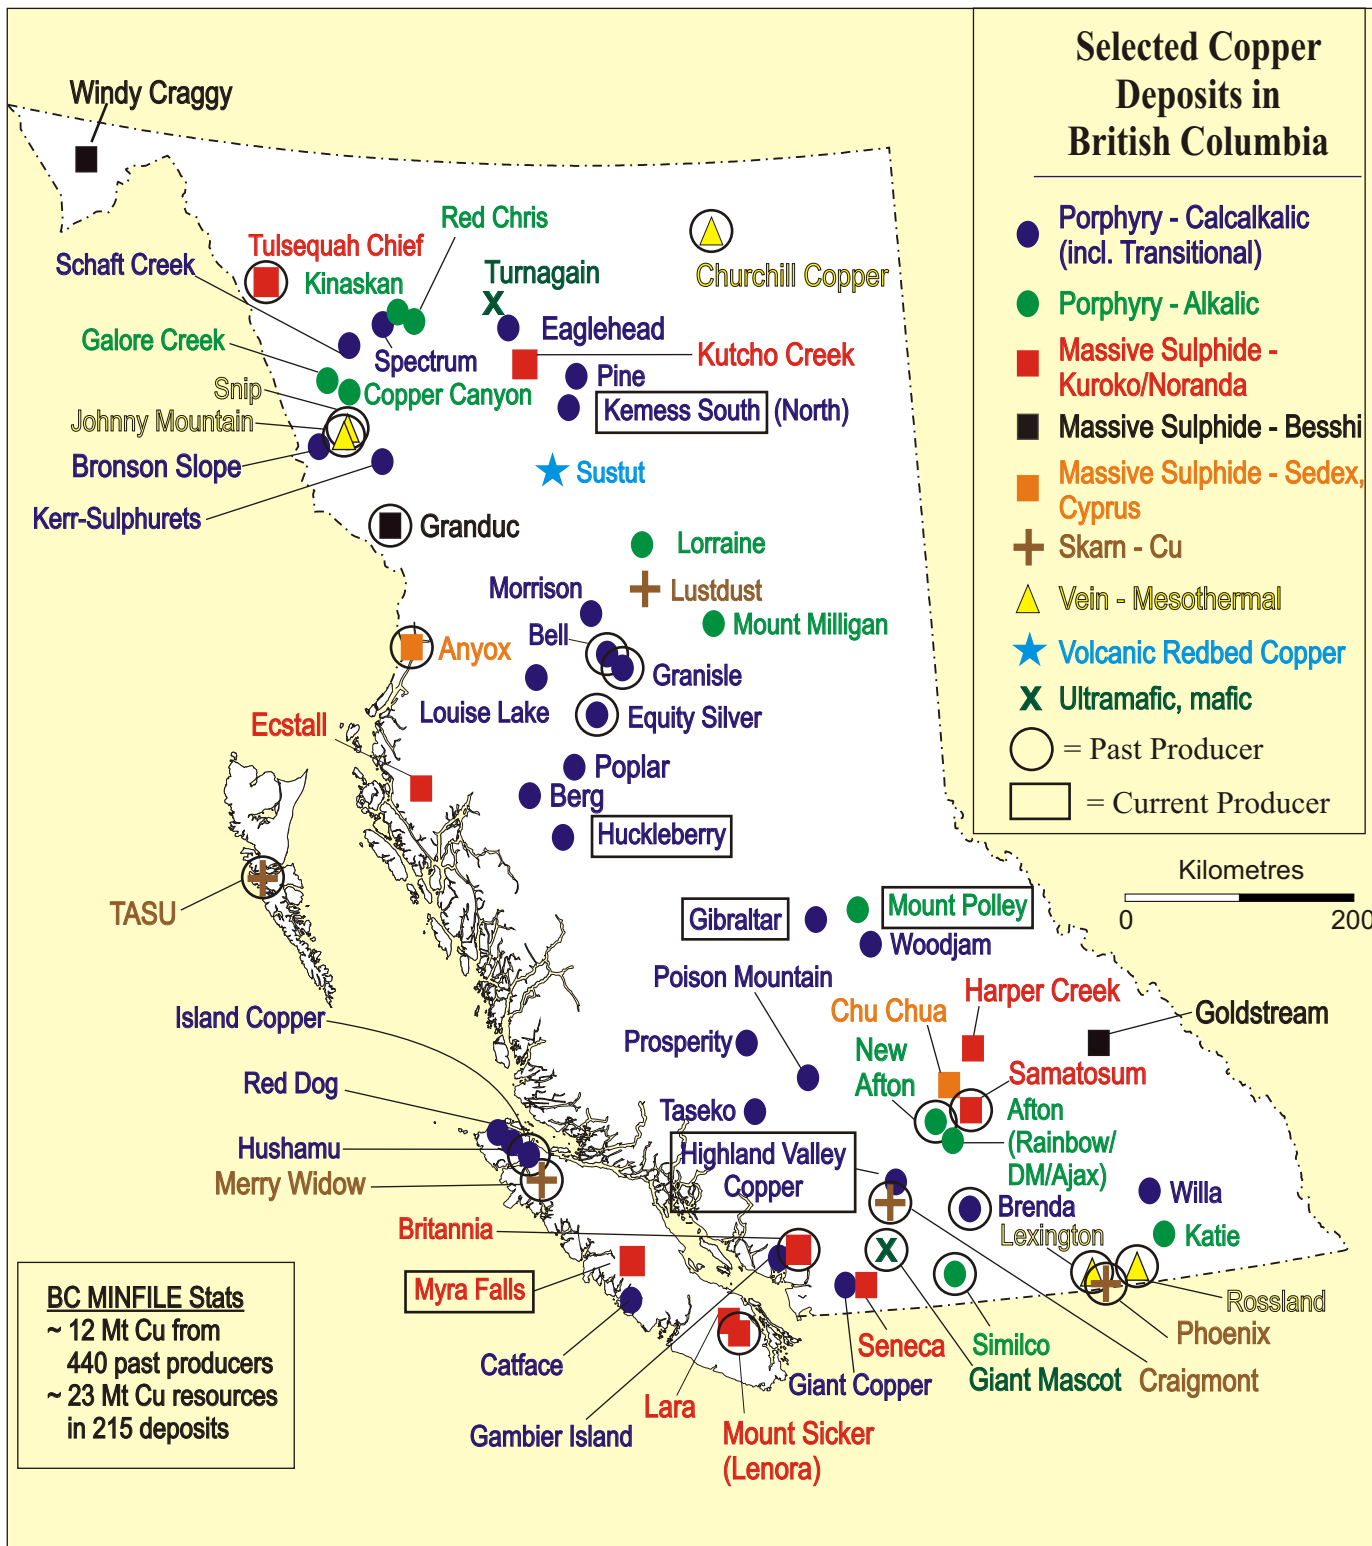 Selected Copper
Deposits in
British Columbia
Porphyry - Calcalkalic
(incl. Transitional)
Porphyry - Alkalic
Massive Sulphide -
Kuroko/Noranda
Massive Sulphide - Besshi
Massive Sulphide - Sedex,
Cyprus
Skarn - Cu
Vein - Mesothermal
Volcanic Redbed Copper
X Ultramafic, mafic
= Past Producer
= Current Producer
Kilometres
0 200
Windy Craggy
Red Chris
Tulsequah Chief
Schaft Creek
Kinaskan
Turnagain
X
Churchill Copper
Galore Creek
Spectrum
Eaglehead
Kutcho Creek
Snip
Copper Canyon
Pine
Johnny Mountain
Kemess South (North)
Bronson Slope
Sustut
Kerr-Sulphurets
Granduc
Lorraine
Morrison
Lustdust
Bell
Mount Milligan
Anyox
Granisle
Louise Lake
Equity Silver
Ecstall
Poplar
Berg
Huckleberry
TASU
Gibraltar
Mount Polley
Woodjam
Poison Mountain
Harper Creek
Island Copper
Chu Chua
Goldstream
Prosperity
New
Afton
Red Dog
Samatosum
Taseko
Afton
(Rainbow/
DM/Ajax)
Hushamu
Highland Valley
Copper
Merry Widow
Willa
Brenda
Britannia
Lexington
Katie
X
Myra Falls
Rossland
Phoenix
Seneca
Similco
Catface
Giant Copper
Giant Mascot
Craigmont
Lara
Gambier Island
Mount Sicker
(Lenora)
BC MINFILE Stats
~ 12 Mt Cu from
440 past producers
~ 23 Mt Cu resources
in 215 deposits